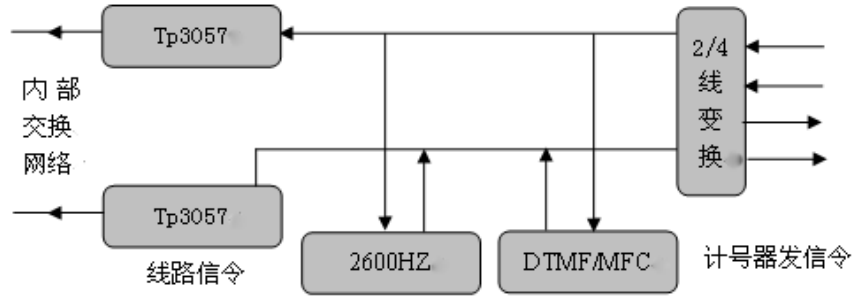 Tp3057
2/4
线
变
换
内 部
交换
网络
Tp3057
线路信令
2600HZ
DTMF/MFC
计号器发信令